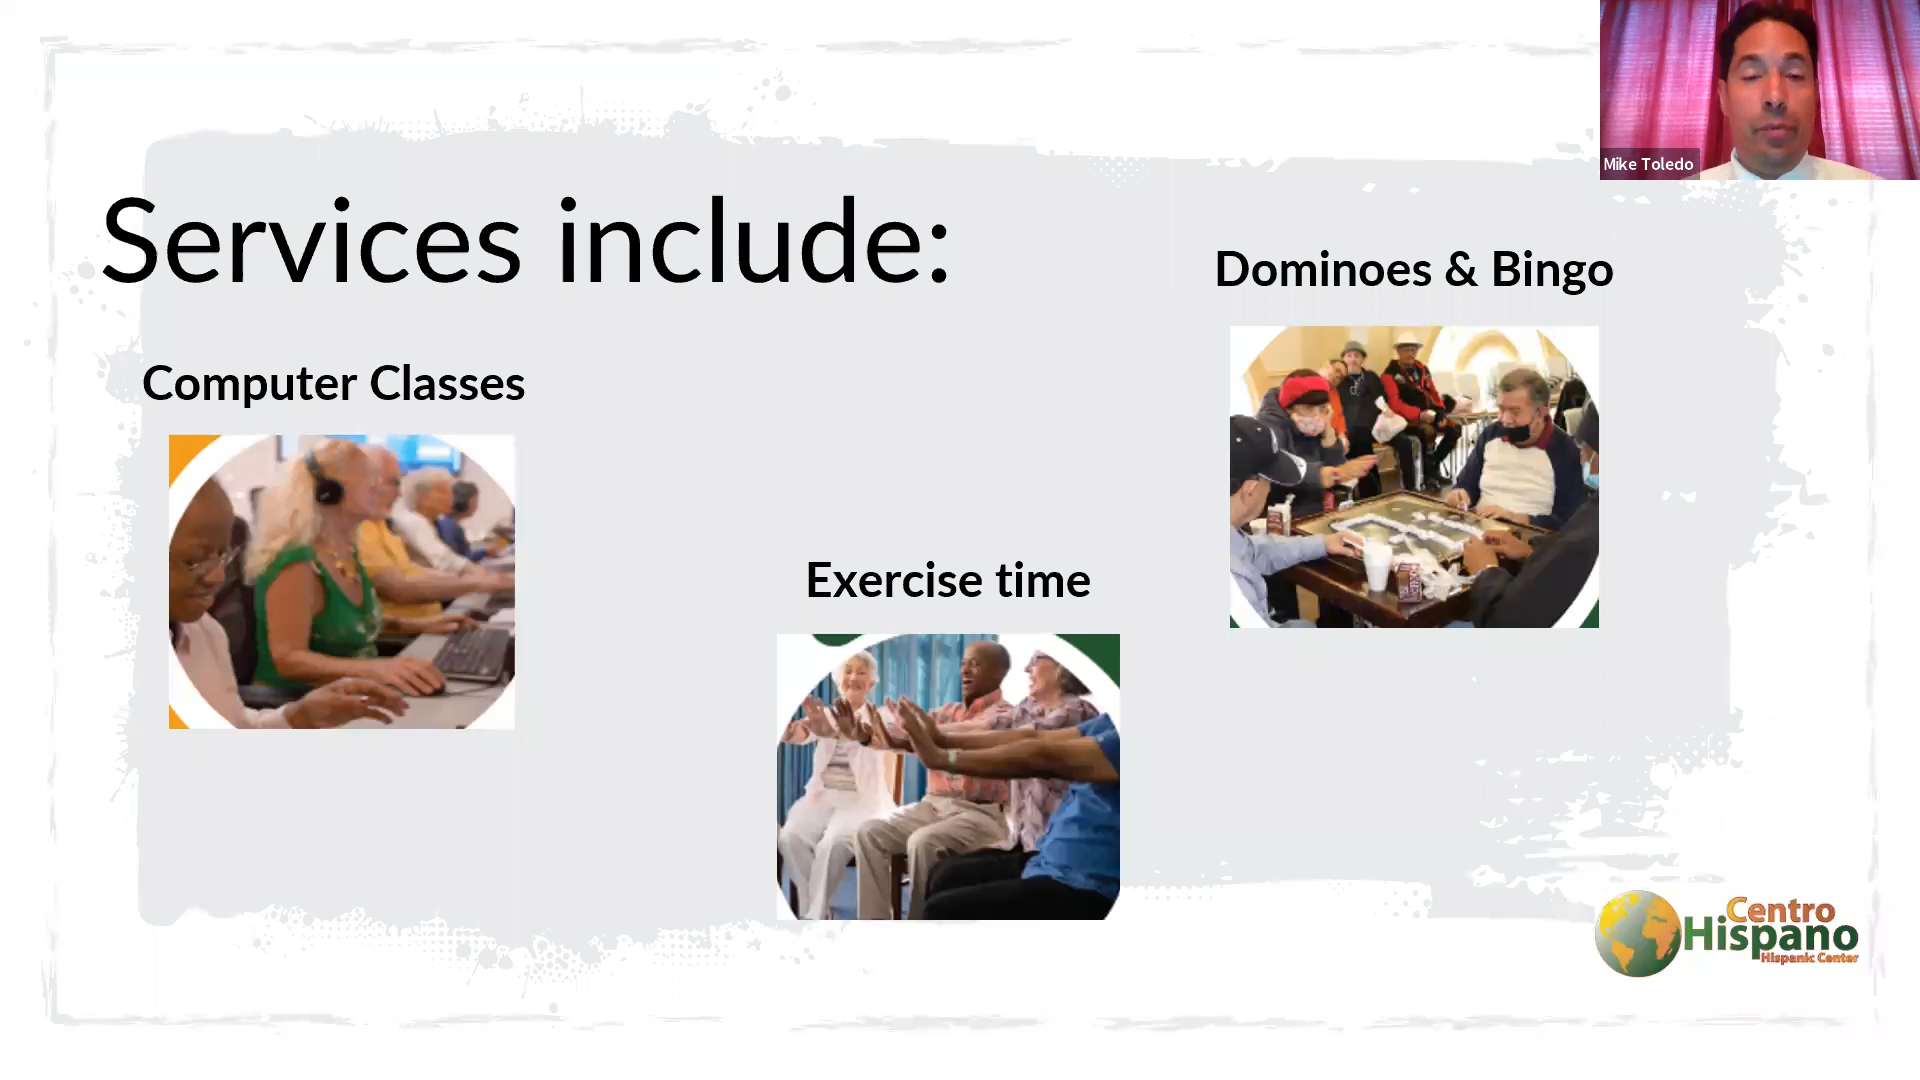 Mike Toledo
Services include:
Dominoes & Bingo
Computer Classes
Exercise time
Centro
Hispano
Hispanic Center